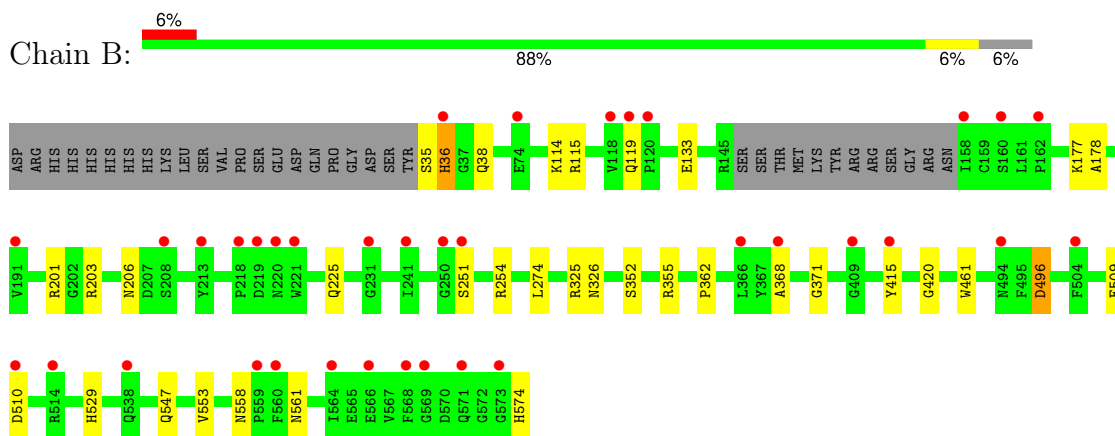 Chain B:
6%
88%
6%
6%
ASP ARG HIS HIS HIS HIS HIS HIS LYS LEU SER VAL PRO SER GLU ASP GLN PRO GLY ASP SER TYR S35 H36 G37 Q38 E74 K114 R115 V118 Q119 P120 E133 R145 SER SER THR MET LYS TYR ARG ARG SER GLY ARG ASN I158 C159 S160 L161 P162 K177 A178
V191 R201 G202 R203 N206 D207 S208 Y213 P218 D219 N220 W221 Q225 G231 I241 G250 S251 R254 L274 R325 N326 S352 R355 P362 L366 Y367 A368 G371 G409 Y415 G420 W461 N494 F495 D496 F504
D510 R514 H529 Q538 Q547 V553 N558 P559 F560 N561 I564 E565 E566 V567 F568 G569 D570 Q571 G572 G573 H574